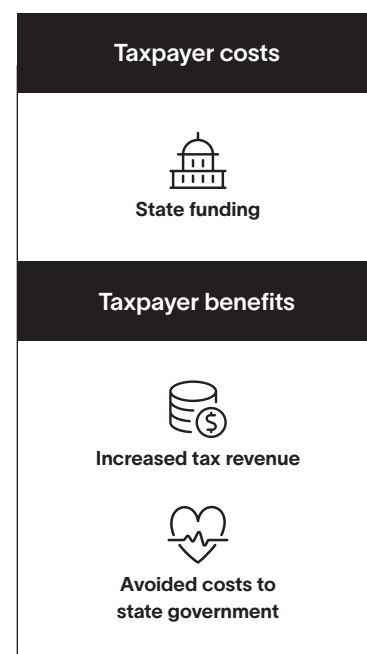 Taxpayer costs
State funding
Taxpayer benefits
$
Increased tax revenue
Avoided costs to
state government